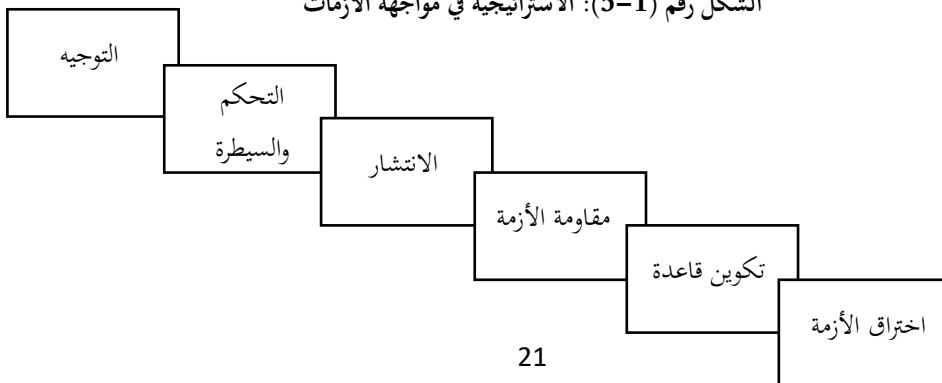 الشكل رقم (1-5): الاستراتيجية في مواجهة الأزمات
التوجيه
التحكم
والسيطرة
الانتشار
مقاومة الأزمة
تكوين قاعدة
اختراق الأزمة
21